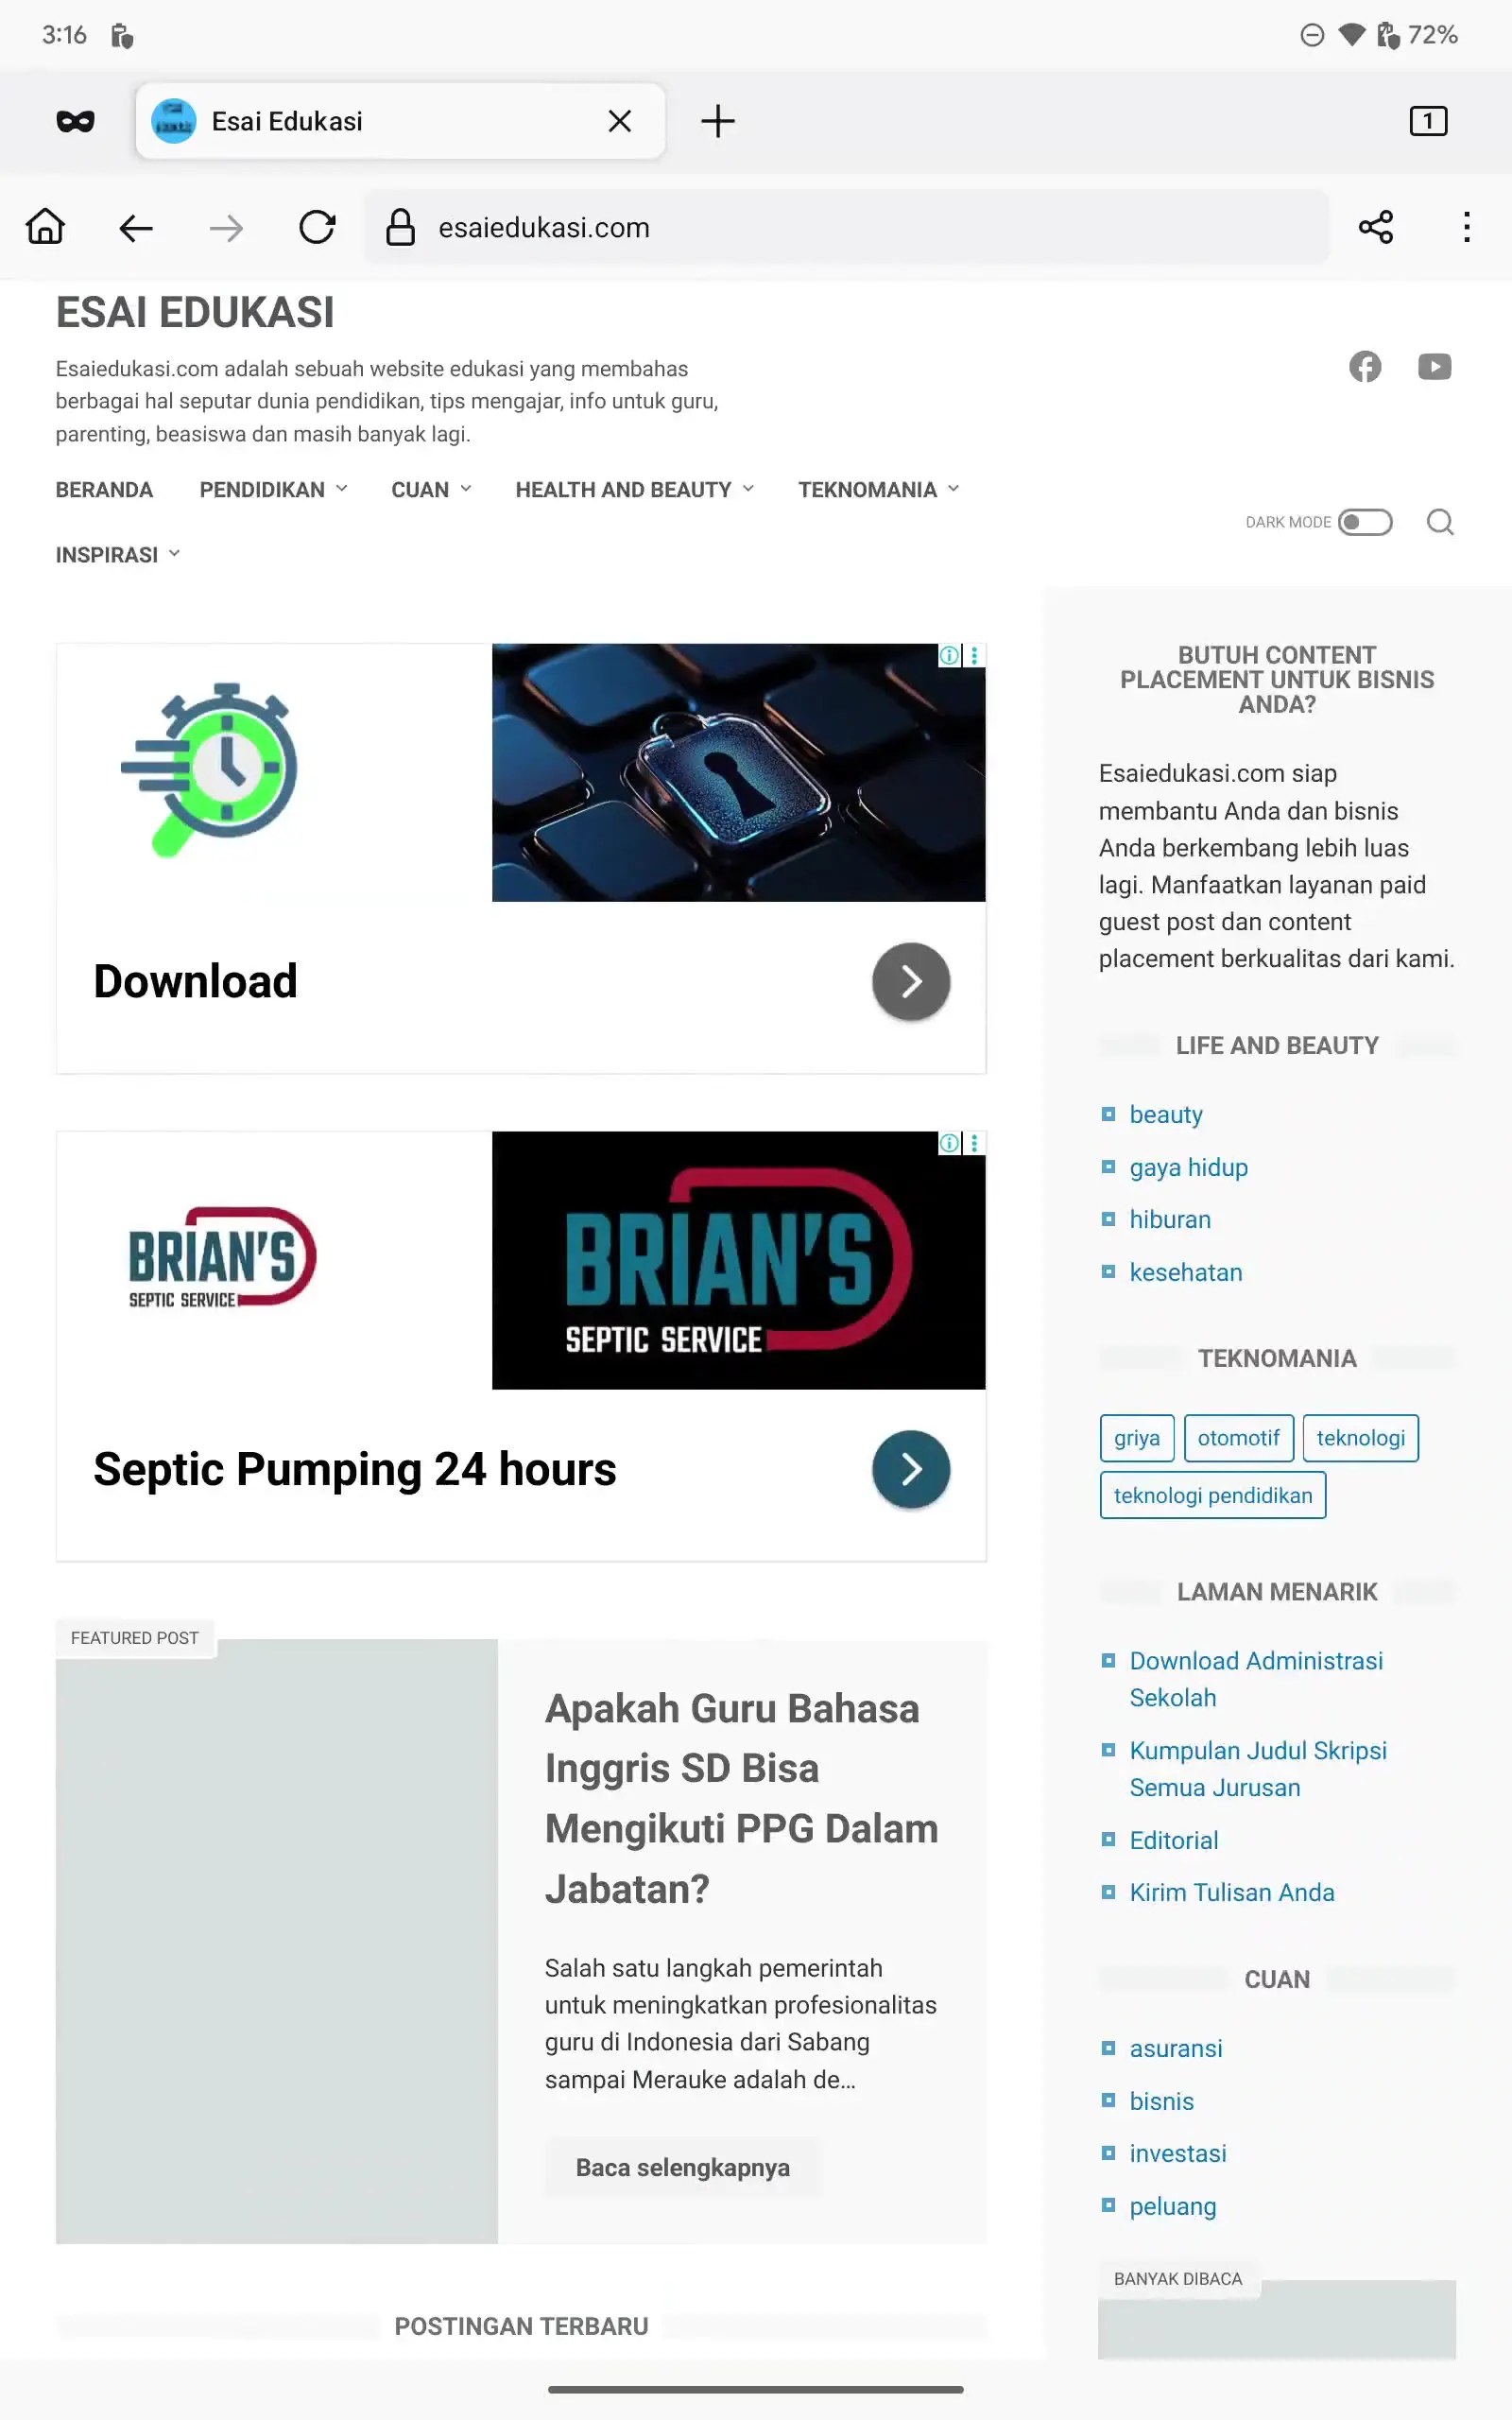 3:16
72%
Esai Edukasi
1
esaiedukasi.com
ESAI EDUKASI
Esaiedukasi.com adalah sebuah website edukasi yang membahas
berbagai hal seputar dunia pendidikan, tips mengajar, info untuk guru,
parenting, beasiswa dan masih banyak lagi.
BERANDA PENDIDIKAN CUAN HEALTH AND BEAUTY TEKNOMANIA
INSPIRASI
DARK MODE
Download
BRIAN'S
SEPTIC SERVICE
BRIAN'S
SEPTIC SERVICE
Septic Pumping 24 hours
FEATURED POST
Apakah Guru Bahasa
Inggris SD Bisa
Mengikuti PPG Dalam
Jabatan?
Salah satu langkah pemerintah
untuk meningkatkan profesionalitas
guru di Indonesia dari Sabang
sampai Merauke adalah de…
Baca selengkapnya
POSTINGAN TERBARU
BUTUH CONTENT
PLACEMENT UNTUK BISNIS
ANDA?
Esaiedukasi.com siap
membantu Anda dan bisnis
Anda berkembang lebih luas
lagi. Manfaatkan layanan paid
guest post dan content
placement berkualitas dari kami.
LIFE AND BEAUTY
beauty
gaya hidup
hiburan
kesehatan
TEKNOMANIA
griya otomotif teknologi
teknologi pendidikan
LAMAN MENARIK
Download Administrasi
Sekolah
Kumpulan Judul Skripsi
Semua Jurusan
Editorial
Kirim Tulisan Anda
CUAN
asuransi
bisnis
investasi
peluang
BANYAK DIBACA